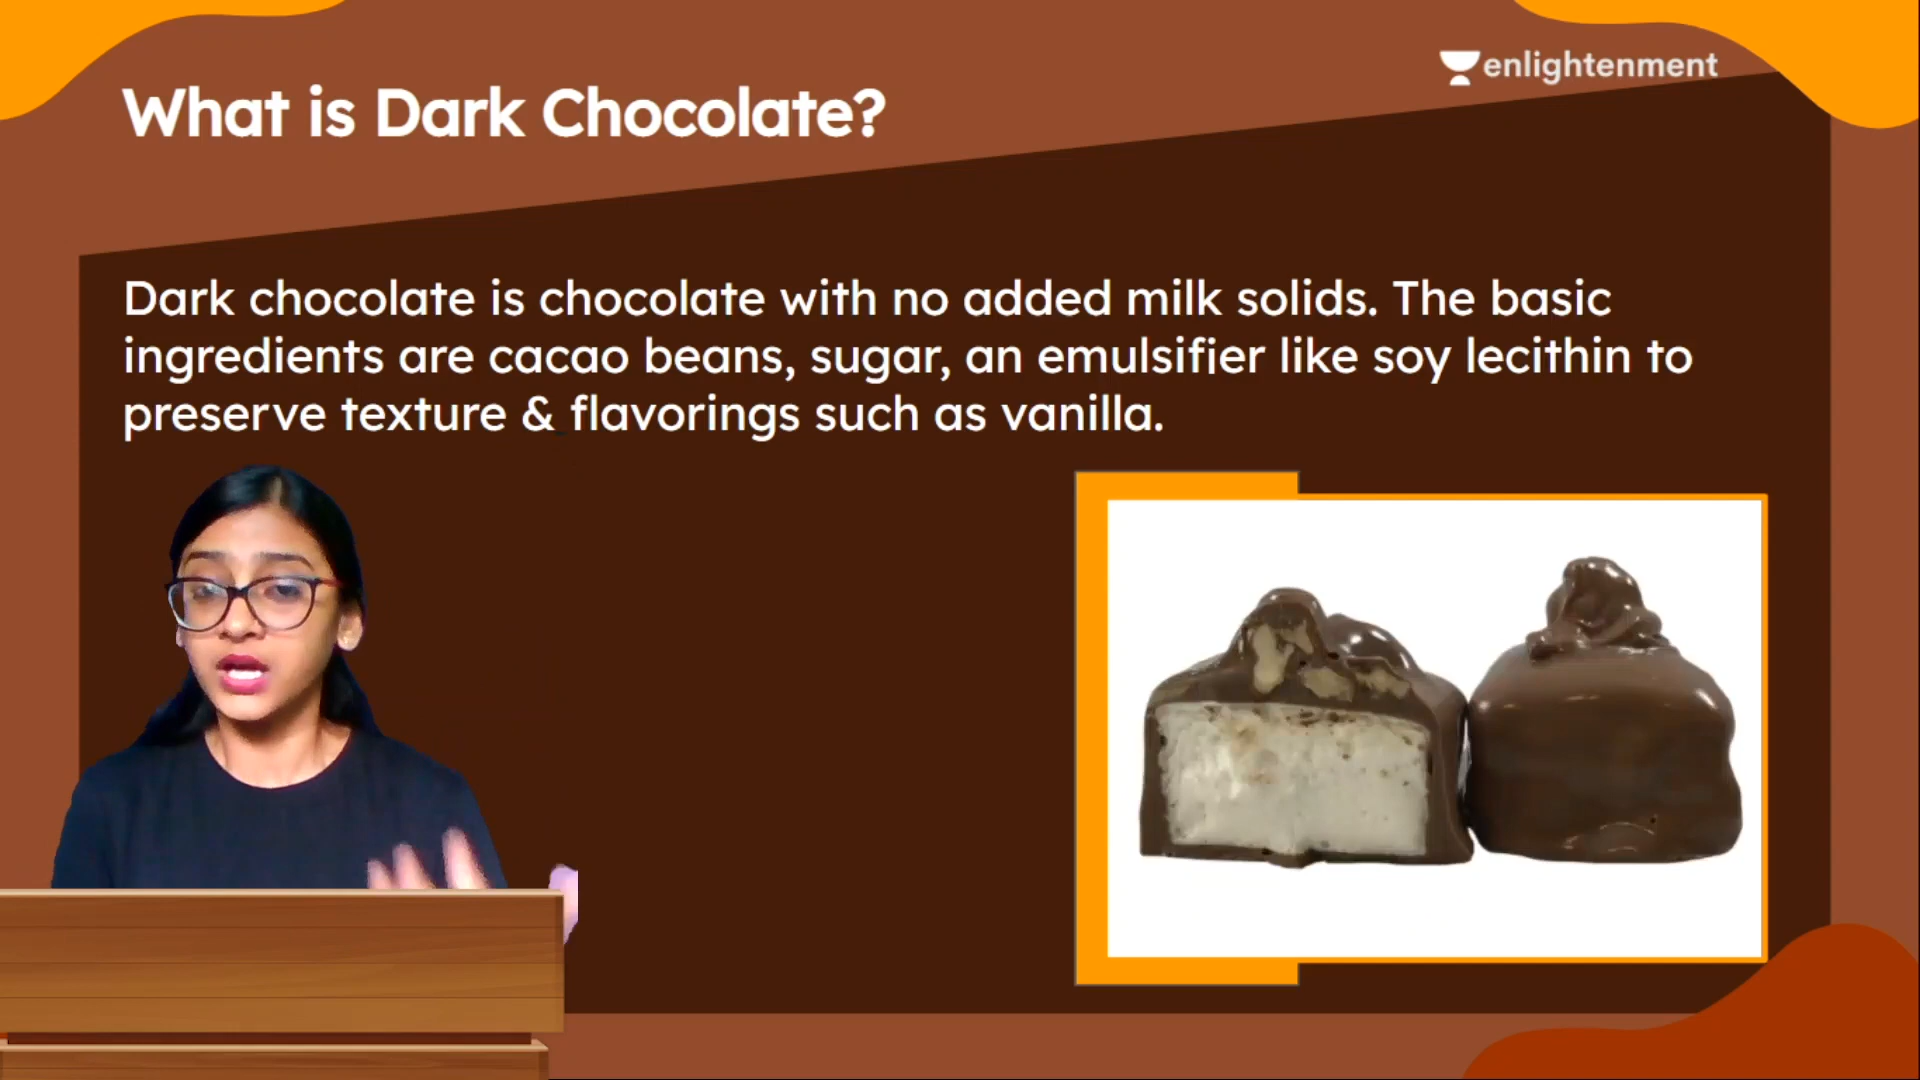 enlightenment
What is Dark Chocolate?
Dark chocolate is chocolate with no added milk solids. The basic
ingredients are cacao beans, sugar, an emulsifier like soy lecithin to
preserve texture & flavorings such as vanilla.